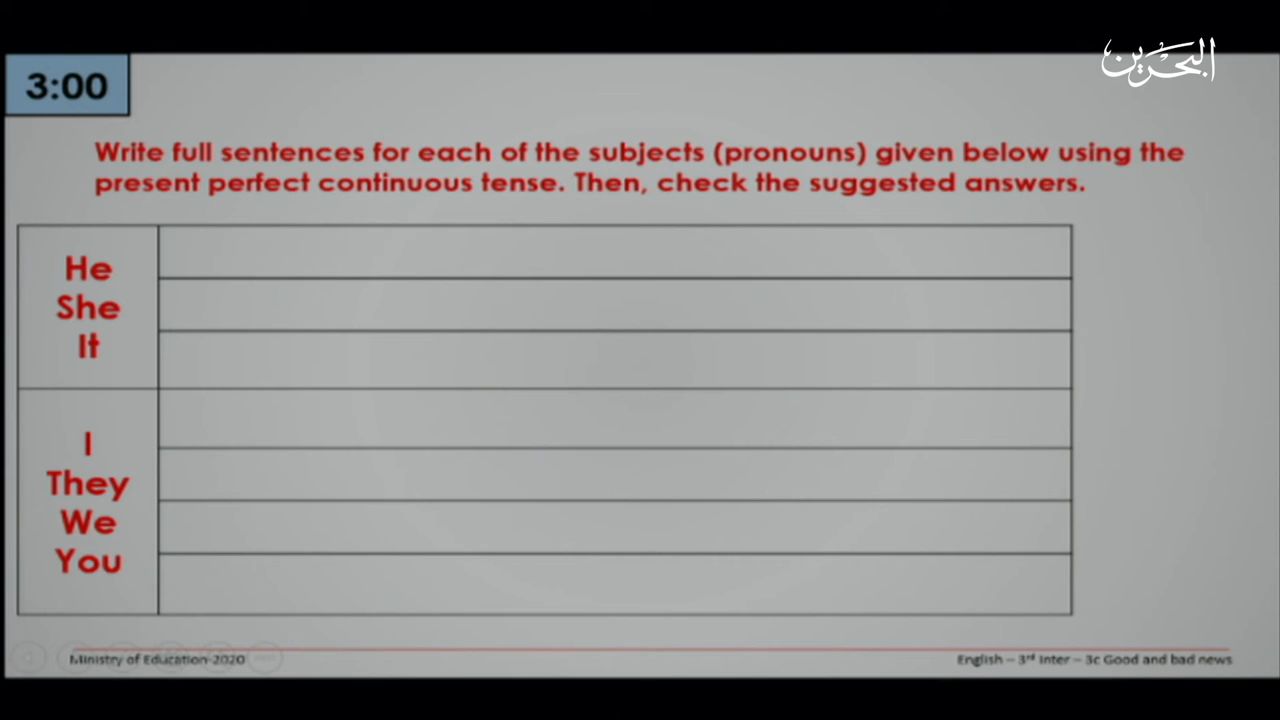 البحرين
3:00
Write full sentences for each of the subjects (pronouns) given below using the
present perfect continuous tense. Then, check the suggested answers.
He
She
It
I
They
We
You
Ministry of Education-2020
English – 3rd Inter – 3c Good and bad news